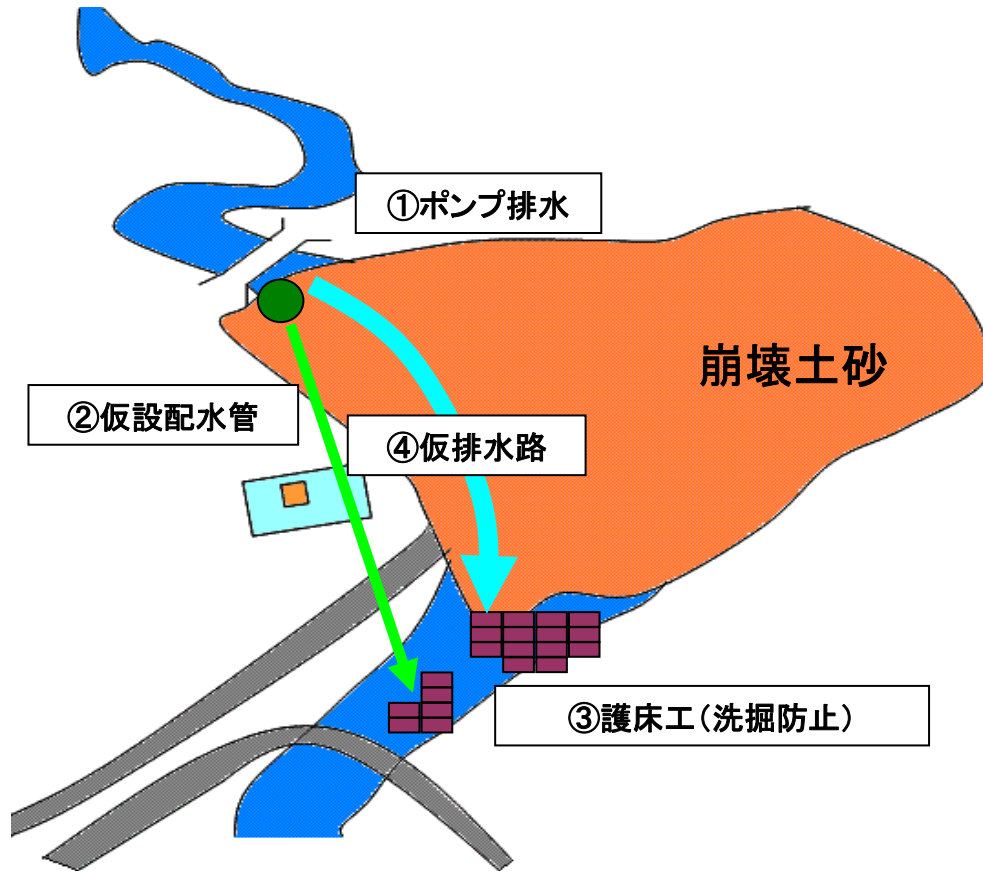 ①ポンプ排水
崩壊土砂
②仮設配水管
④仮排水路
③護床工(洗掘防止)